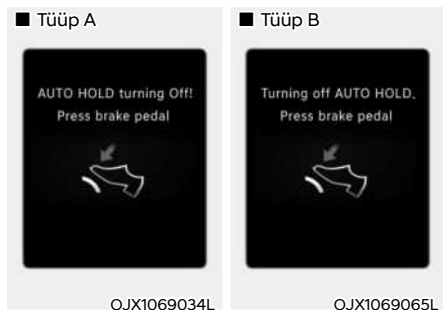 ■ Tüüp A
AUTO HOLD turning Off!
Press brake pedal
OJX1069034L
■ Tüüp B
Turning off AUTO HOLD.
Press brake pedal
OJX1069065L